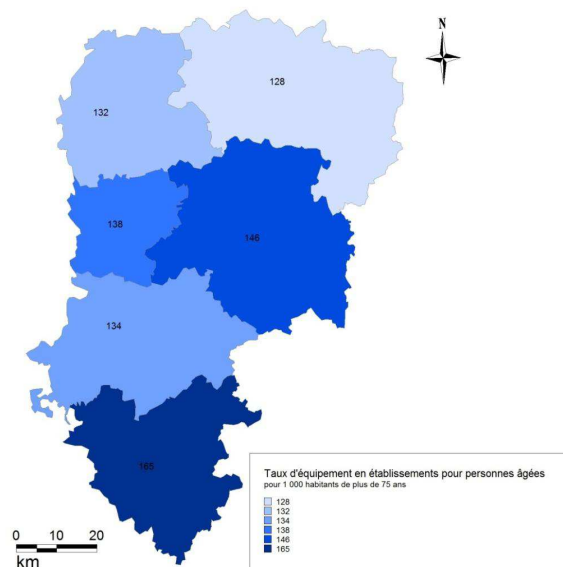 N
128
132
138
146
134
165
Taux d'équipement en établissements pour personnes âgées
pour 1 000 habitants de plus de 75 ans
128
132
134
138
146
165
0 10 20
km